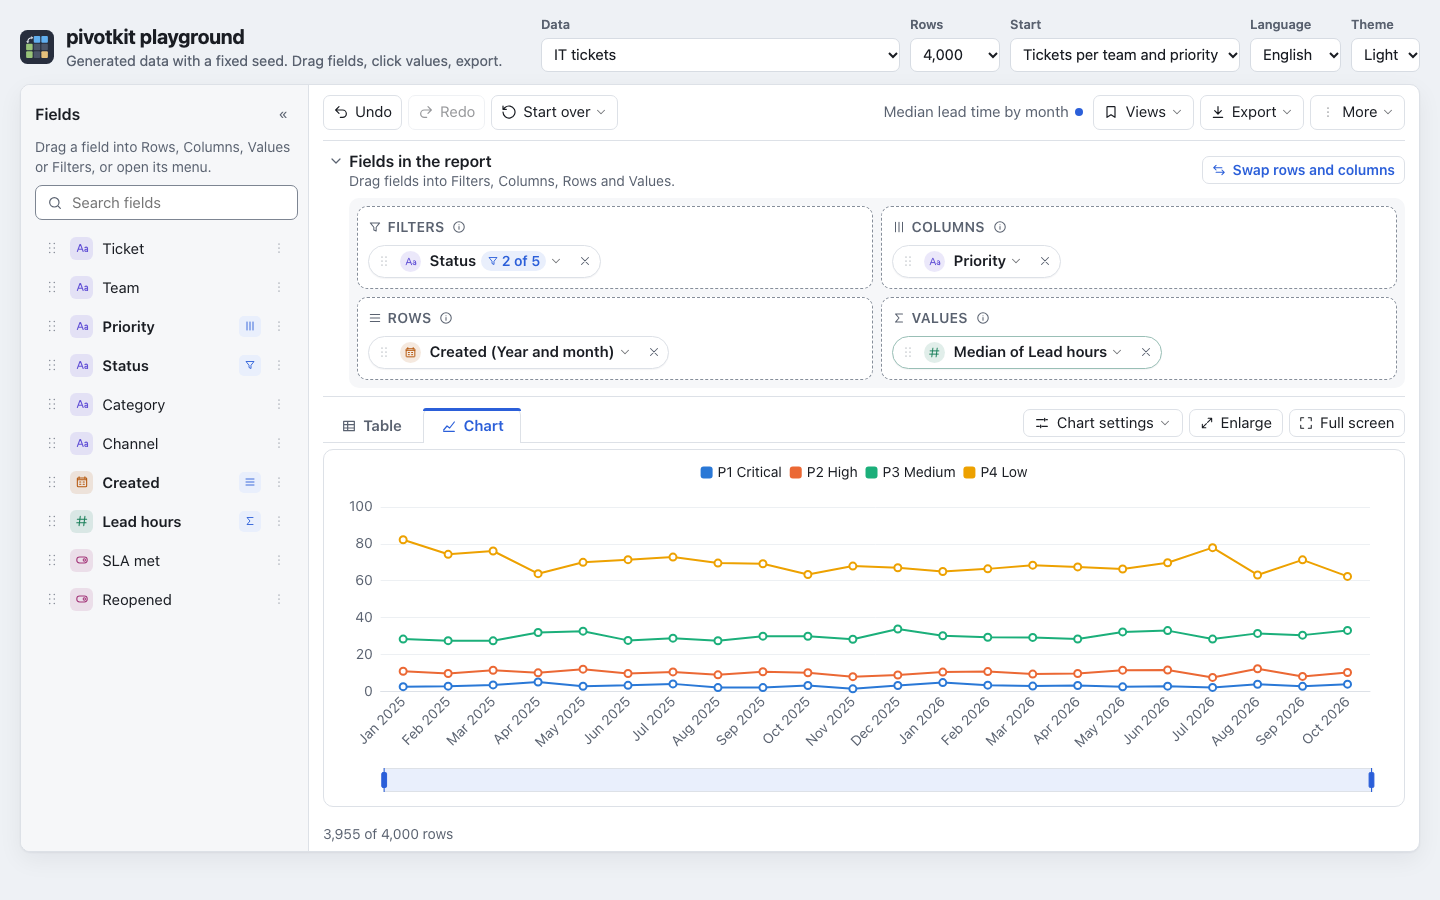 pivotkit playground
Generated data with a fixed seed. Drag fields, click values, export.
Data
IT tickets
Rows
4,000
Start
Tickets per team and priority
Language
English
Theme
Light
Fields
«
Drag a field into Rows, Columns, Values
or Filters, or open its menu.
Search fields
Aa Ticket
Aa Team
Aa Priority
Aa Status
Aa Category
Aa Channel
Created
# Lead hours Σ
SLA met
Reopened
Undo
Redo
Start over
Median lead time by month
Views
Export
More
Fields in the report
Drag fields into Filters, Columns, Rows and Values.
Swap rows and columns
FILTERS
Aa Status 2 of 5
COLUMNS
Aa Priority
ROWS
Created (Year and month)
Σ VALUES
# Median of Lead hours
Table
Chart
Chart settings
Enlarge
Full screen
P1 Critical P2 High P3 Medium P4 Low
100
80
60
40
20
0
Jan 2025
Feb 2025
Mar 2025
Apr 2025
May 2025
Jun 2025
Jul 2025
Aug 2025
Sep 2025
Oct 2025
Nov 2025
Dec 2025
Jan 2026
Feb 2026
Mar 2026
Apr 2026
May 2026
Jun 2026
Jul 2026
Aug 2026
Sep 2026
Oct 2026
3,955 of 4,000 rows